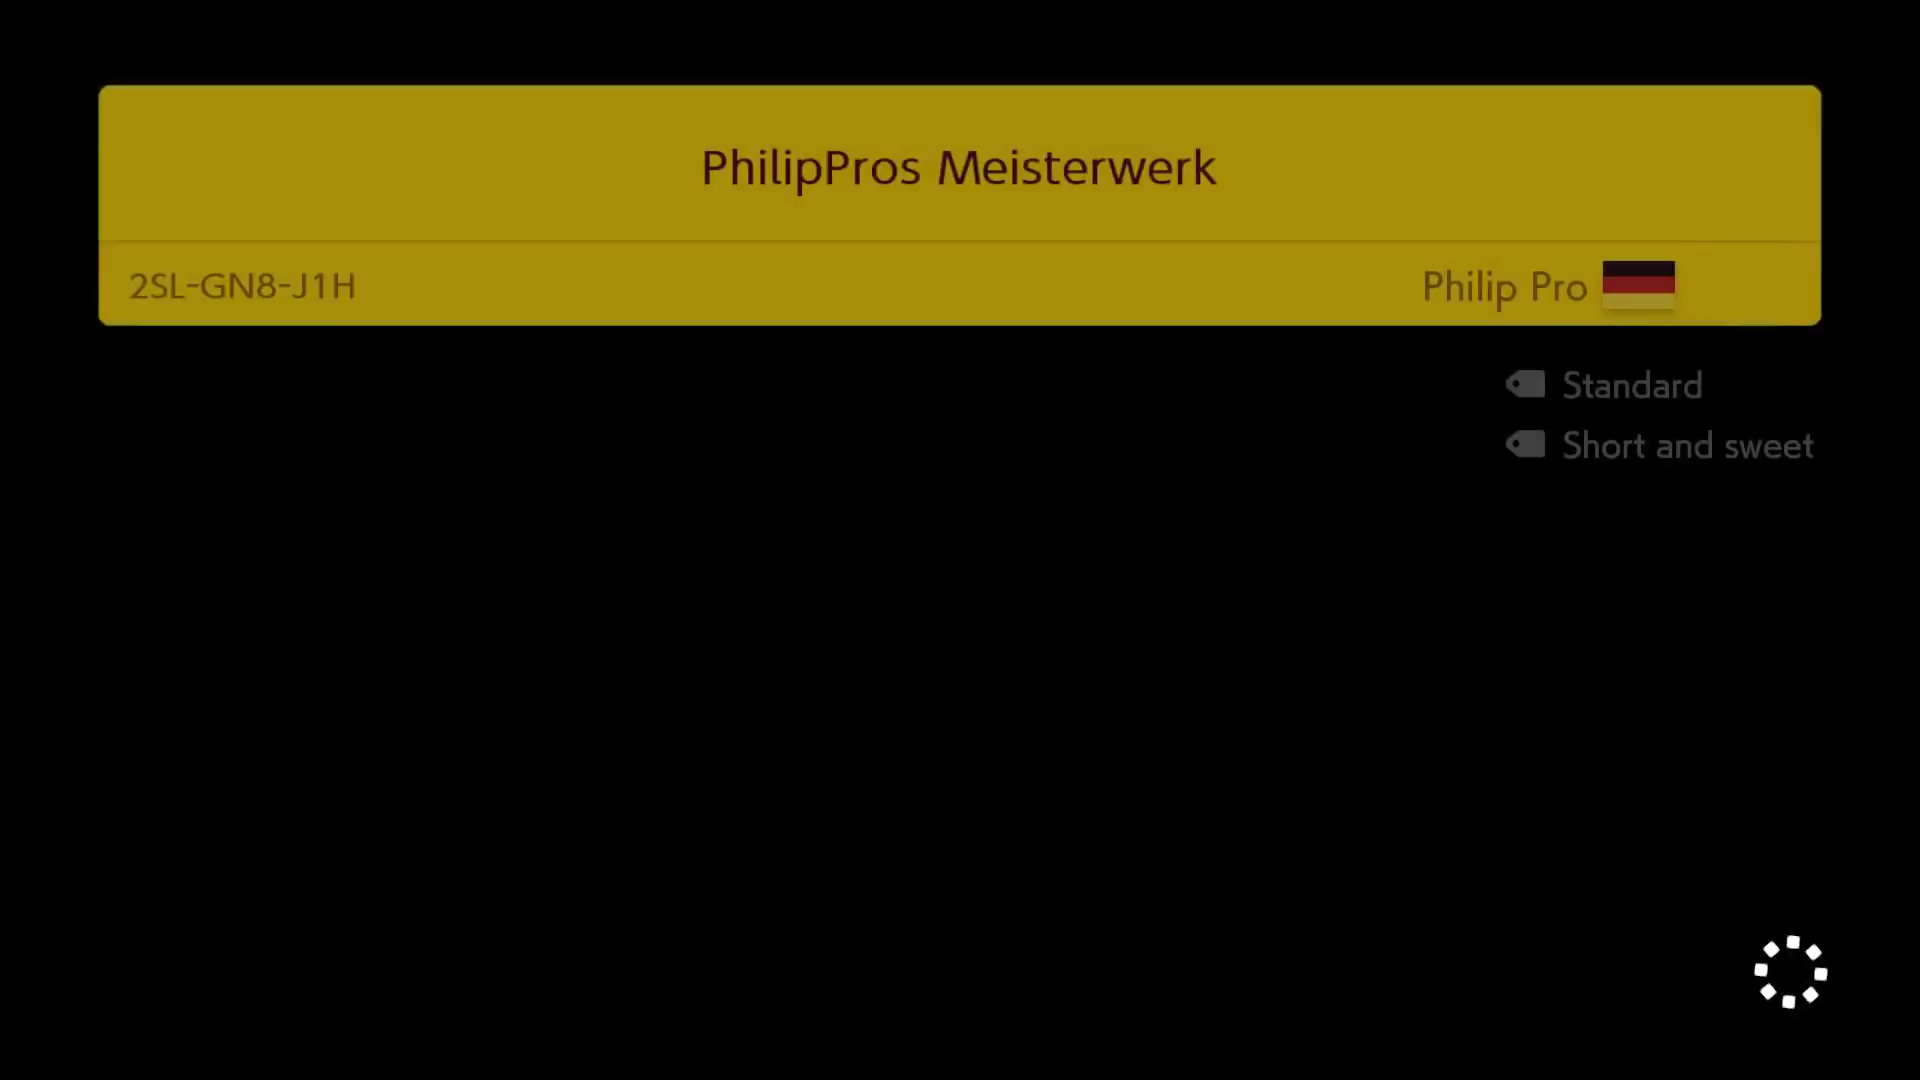 PhilipPros Meisterwerk
2SL-GN8-J1H
Philip Pro
Standard
Short and sweet